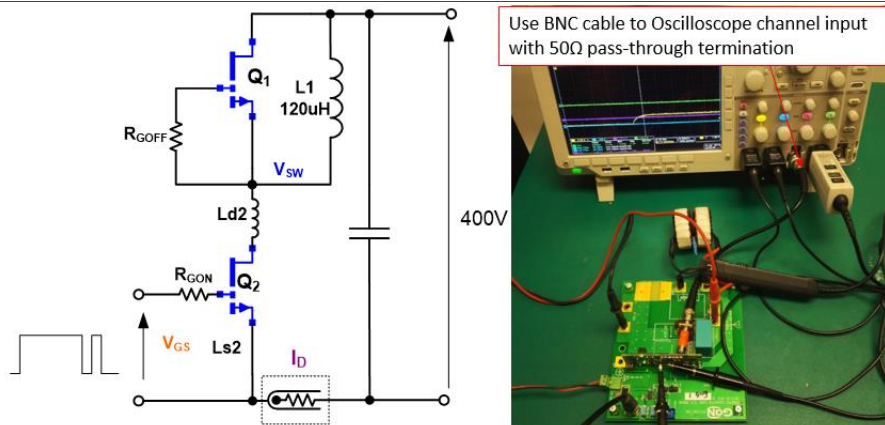 Use BNC cable to Oscilloscope channel input
with 50Ω pass-through termination
Q1
L1
120uH
RGOFF
VSW
Ld2
400V
RGON
Q2
VGS
Ls2
ID
GaN